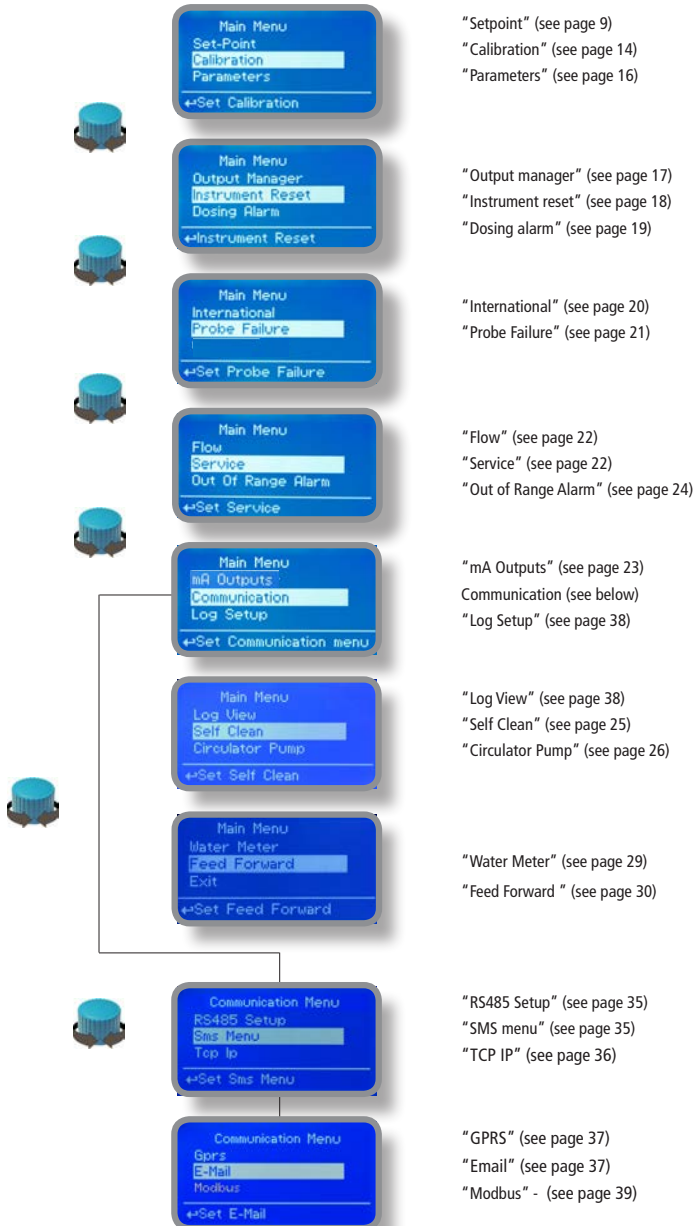 Main Menu
Set-Point
Calibration
Parameters
↵Set Calibration
"Setpoint" (see page 9)
"Calibration" (see page 14)
"Parameters" (see page 16)
Main Menu
Output Manager
Instrument Reset
Dosing Alarm
↵Instrument Reset
"Output manager" (see page 17)
"Instrument reset" (see page 18)
"Dosing alarm" (see page 19)
Main Menu
International
Probe Failure
↵Set Probe Failure
"International" (see page 20)
"Probe Failure" (see page 21)
Main Menu
Flow
Service
Out Of Range Alarm
↵Set Service
"Flow" (see page 22)
"Service" (see page 22)
"Out of Range Alarm" (see page 24)
Main Menu
mA Outputs
Communication
Log Setup
↵Set Communication menu
"mA Outputs" (see page 23)
Communication (see below)
"Log Setup" (see page 38)
Main Menu
Log View
Self Clean
Circulator Pump
↵Set Self Clean
"Log View" (see page 38)
"Self Clean" (see page 25)
"Circulator Pump" (see page 26)
Main Menu
Water Meter
Feed Forward
Exit
↵Set Feed Forward
"Water Meter" (see page 29)
"Feed Forward " (see page 30)
Communication Menu
RS485 Setup
Sms Menu
Tcp Ip
↵Set Sms Menu
"RS485 Setup" (see page 35)
"SMS menu" (see page 35)
"TCP IP" (see page 36)
Communication Menu
Gprs
E-Mail
Modbus
↵Set E-Mail
"GPRS" (see page 37)
"Email" (see page 37)
"Modbus" - (see page 39)